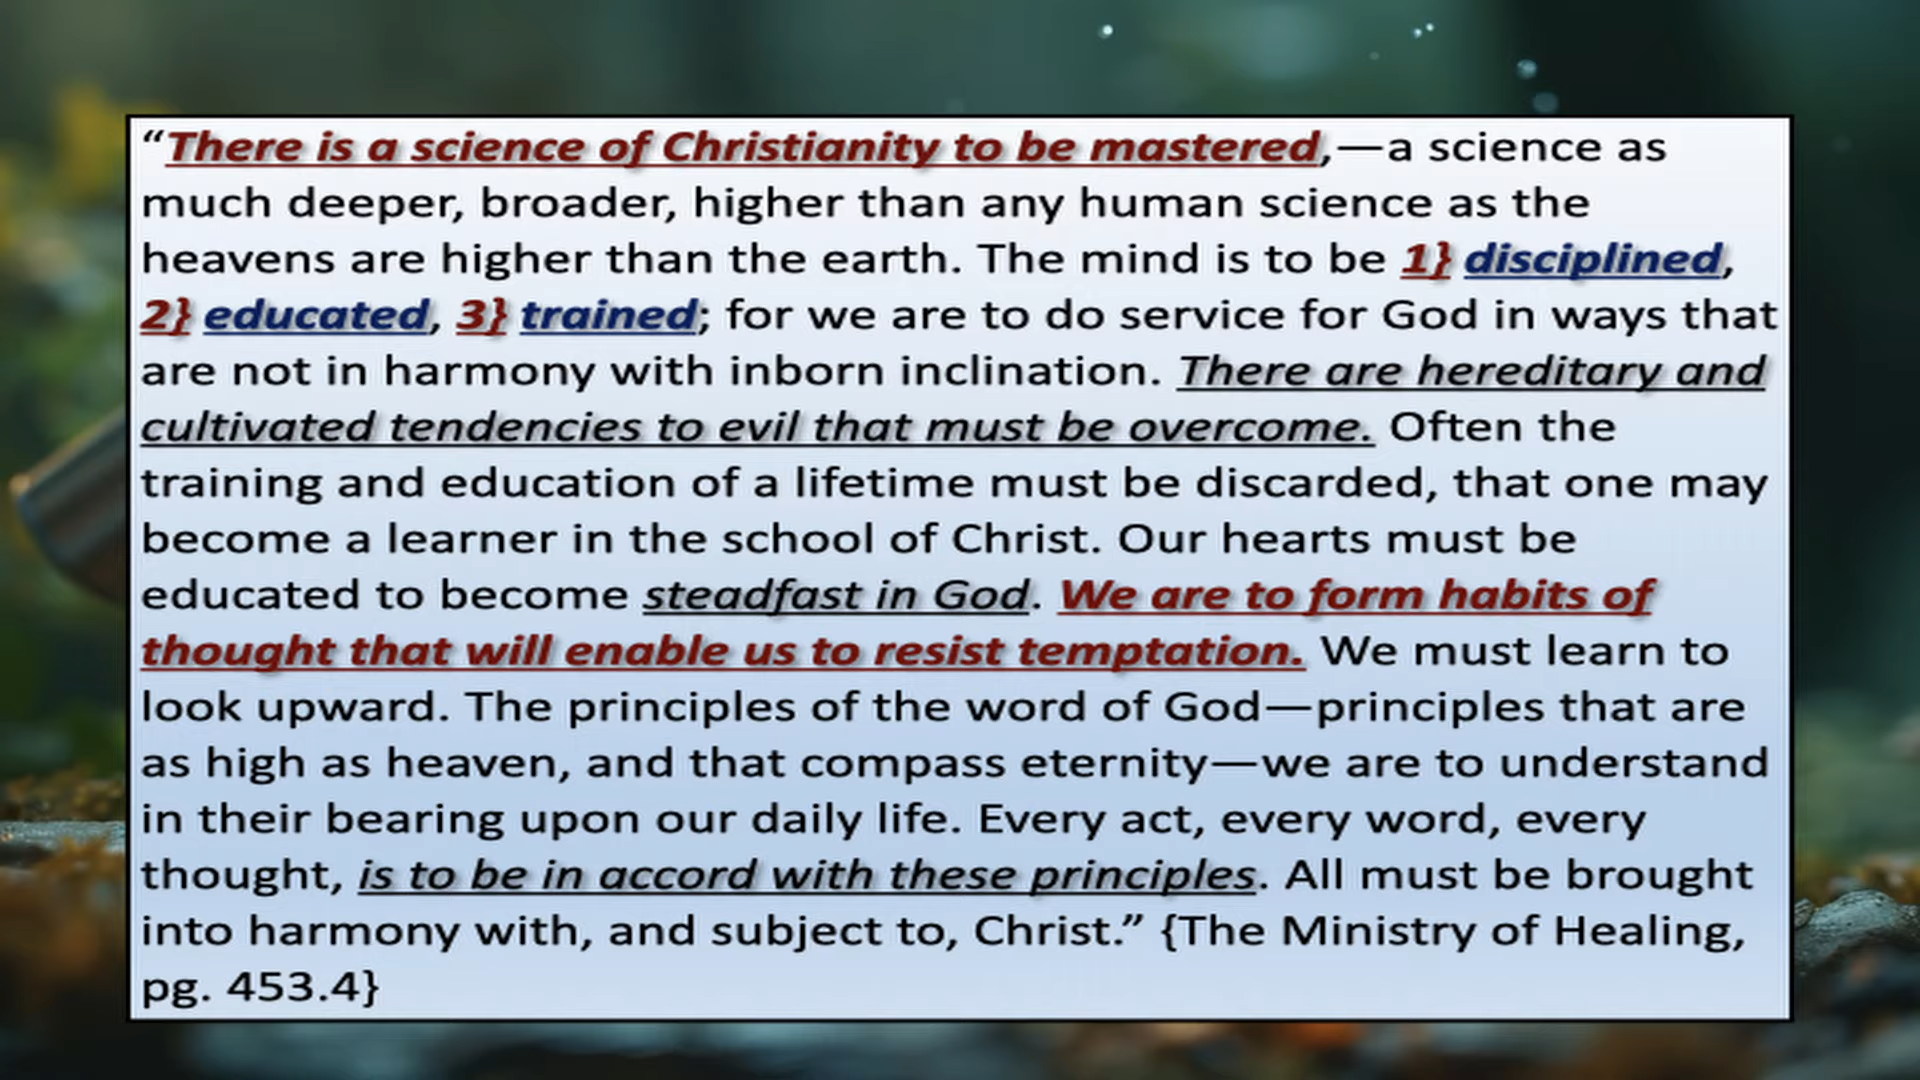 “There is a science of Christianity to be mastered,—a science as
much deeper, broader, higher than any human science as the
heavens are higher than the earth. The mind is to be 1} disciplined,
2} educated, 3} trained; for we are to do service for God in ways that
are not in harmony with inborn inclination. There are hereditary and
cultivated tendencies to evil that must be overcome. Often the
training and education of a lifetime must be discarded, that one may
become a learner in the school of Christ. Our hearts must be
educated to become steadfast in God. We are to form habits of
thought that will enable us to resist temptation. We must learn to
look upward. The principles of the word of God—principles that are
as high as heaven, and that compass eternity—we are to understand
in their bearing upon our daily life. Every act, every word, every
thought, is to be in accord with these principles. All must be brought
into harmony with, and subject to, Christ.” {The Ministry of Healing,
pg. 453.4}